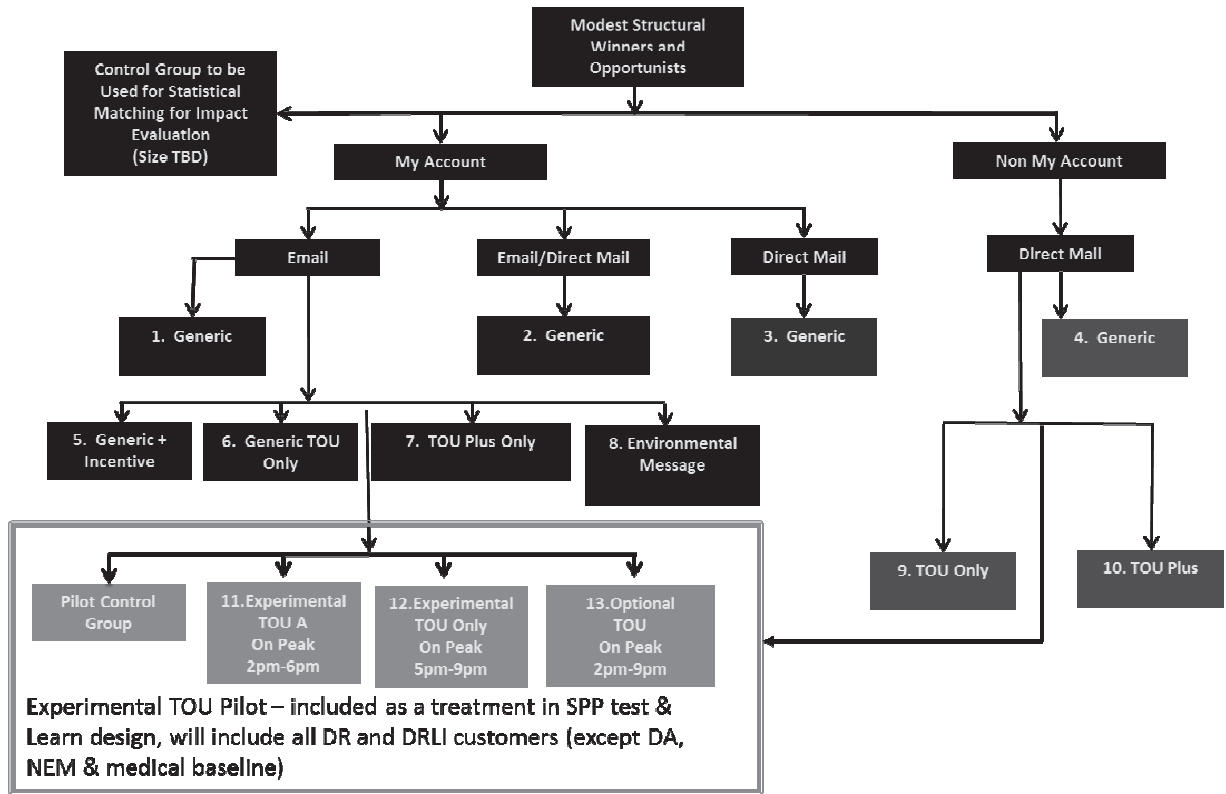 Modest Structural
Winners and
Opportunists
Control Group to be
Used for Statistical
Matching for Impact
Evaluation
(Size TBD)
My Account
Non My Account
Email
Email/Direct Mail
Direct Mail
Direct Mail
1. Generic
2. Generic
3. Generic
4. Generic
5. Generic +
Incentive
6. Generic TOU
Only
7. TOU Plus Only
8. Environmental
Message
9. TOU Only
10. TOU Plus
Pilot Control
Group
11.Experimental
TOU A
On Peak
2pm-6pm
12.Experimental
TOU Only
On Peak
5pm-9pm
13.Optional
TOU
On Peak
2pm-9pm
Experimental TOU Pilot – included as a treatment in SPP test &
Learn design, will include all DR and DRLI customers (except DA,
NEM & medical baseline)